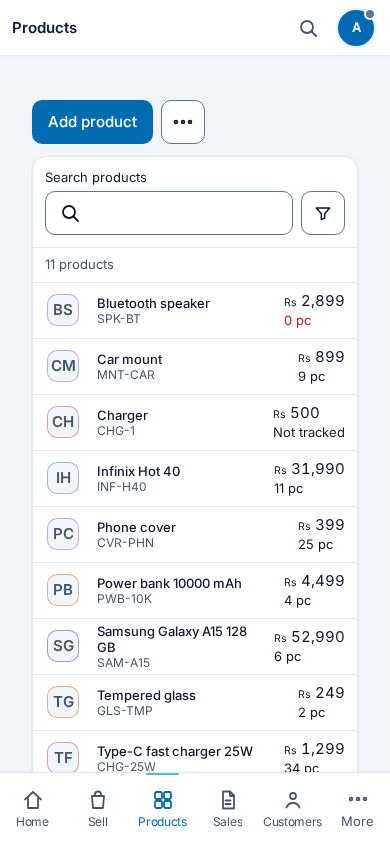 Products
A
Add product
Search products
11 products
BS
Bluetooth speaker
SPK-BT
Rs 2,899
0 pc
CM
Car mount
MNT-CAR
Rs 899
9 pc
CH
Charger
CHG-1
Rs 500
Not tracked
IH
Infinix Hot 40
INF-H40
Rs 31,990
11 pc
PC
Phone cover
CVR-PHN
Rs 399
25 pc
PB
Power bank 10000 mAh
PWB-10K
Rs 4,499
4 pc
SG
Samsung Galaxy A15 128
GB
SAM-A15
Rs 52,990
6 pc
TG
Tempered glass
GLS-TMP
Rs 249
2 pc
TF
Type-C fast charger 25W
CHG-25W
Rs 1,299
34 pc
Home
Sell
Products
Sales
Customers
More